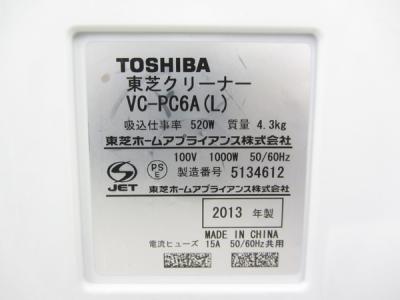 TOSHIBA
東芝クリーナー
VC-PC6A(L)
吸込仕事率 520W 質量 4.3kg
東芝ホームアプライアンス株式会社
100V 1000W 50/60Hz
製造番号 5134612
S JET
PS E
東芝ホームアプライアンス株式会社
2013 年製
MADE IN CHINA
電流ヒューズ 15A 50/60Hz共用